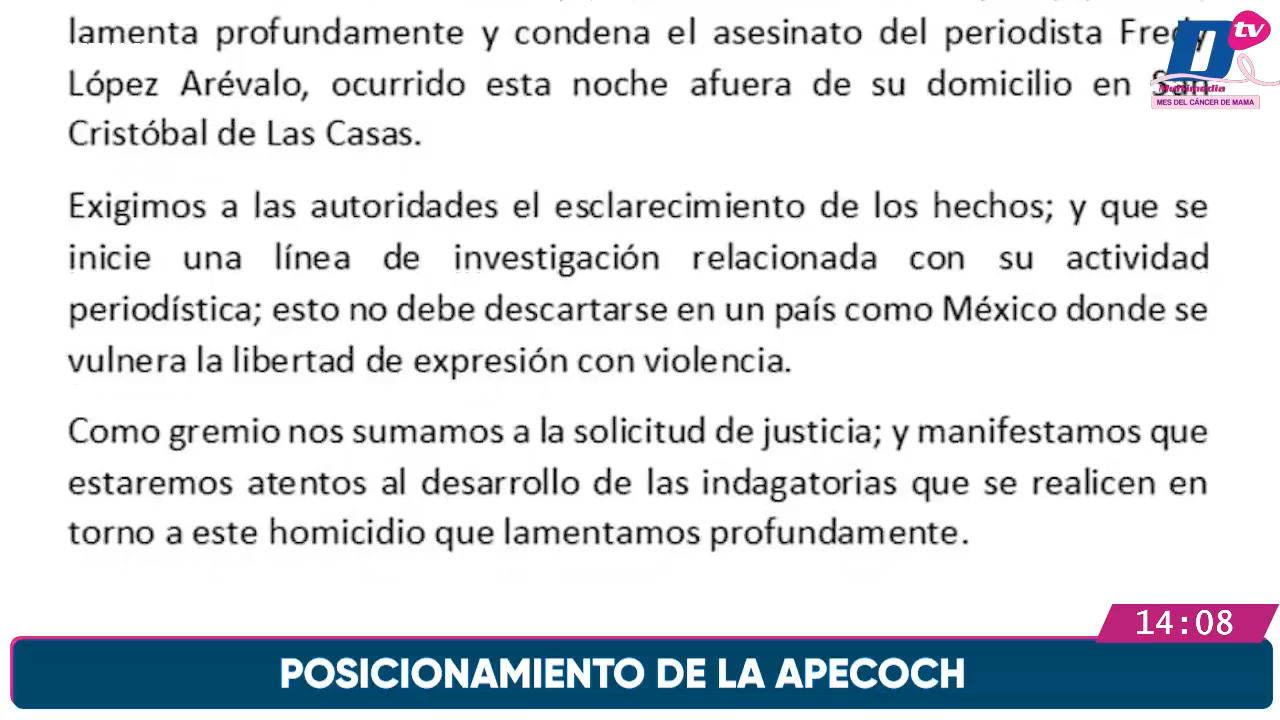 lamenta profundamente y condena el asesinato del periodista Fredy
López Arévalo, ocurrido esta noche afuera de su domicilio en San
Cristóbal de Las Casas.
Exigimos a las autoridades el esclarecimiento de los hechos; y que se
inicie una línea de investigación relacionada con su actividad
periodística; esto no debe descartarse en un país como México donde se
vulnera la libertad de expresión con violencia.
Como gremio nos sumamos a la solicitud de justicia; y manifestamos que
estaremos atentos al desarrollo de las indagatorias que se realicen en
torno a este homicidio que lamentamos profundamente.
D tv
Multimedia
MES DEL CÁNCER DE MAMA
14:08
POSICIONAMIENTO DE LA APECOCH